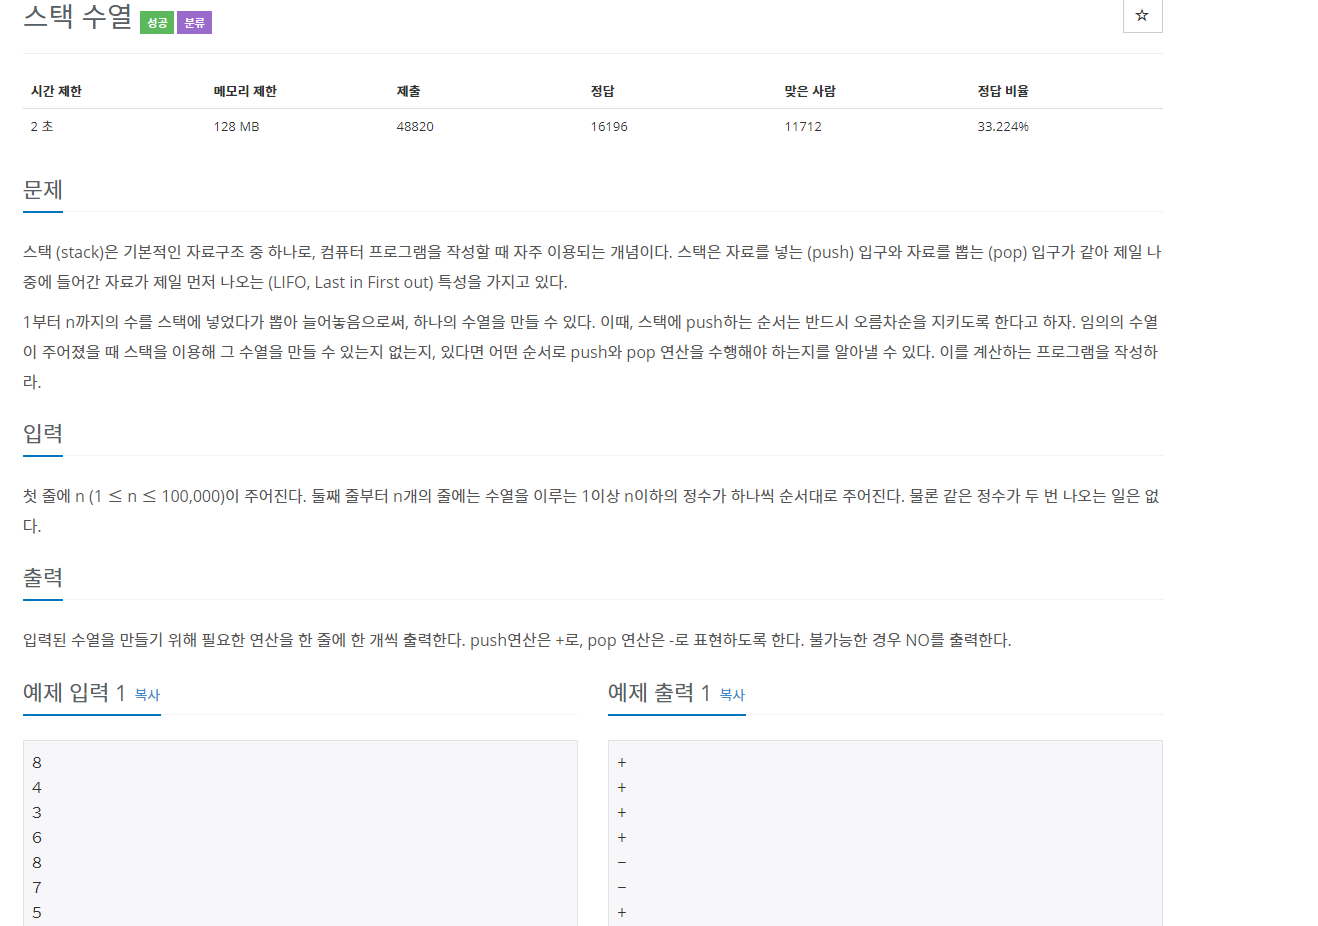 스택 수열 성공 분류
☆
시간 제한 메모리 제한 제출 정답 맞은 사람 정답 비율
2 초 128 MB 48820 16196 11712 33.224%
문제
스택 (stack)은 기본적인 자료구조 중 하나로, 컴퓨터 프로그램을 작성할 때 자주 이용되는 개념이다. 스택은 자료를 넣는 (push) 입구와 자료를 뽑는 (pop) 입구가 같아 제일 나
중에 들어간 자료가 제일 먼저 나오는 (LIFO, Last in First out) 특성을 가지고 있다.
1부터 n까지의 수를 스택에 넣었다가 뽑아 늘어놓음으로써, 하나의 수열을 만들 수 있다. 이때, 스택에 push하는 순서는 반드시 오름차순을 지키도록 한다고 하자. 임의의 수열
이 주어졌을 때 스택을 이용해 그 수열을 만들 수 있는지 없는지, 있다면 어떤 순서로 push와 pop 연산을 수행해야 하는지를 알아낼 수 있다. 이를 계산하는 프로그램을 작성하
라.
입력
첫 줄에 n (1 ≤ n ≤ 100,000)이 주어진다. 둘째 줄부터 n개의 줄에는 수열을 이루는 1이상 n이하의 정수가 하나씩 순서대로 주어진다. 물론 같은 정수가 두 번 나오는 일은 없
다.
출력
입력된 수열을 만들기 위해 필요한 연산을 한 줄에 한 개씩 출력한다. push연산은 +로, pop 연산은 -로 표현하도록 한다. 불가능한 경우 NO를 출력한다.
예제 입력 1 복사
8
4
3
6
8
7
5
예제 출력 1 복사
+
+
+
+
-
-
+